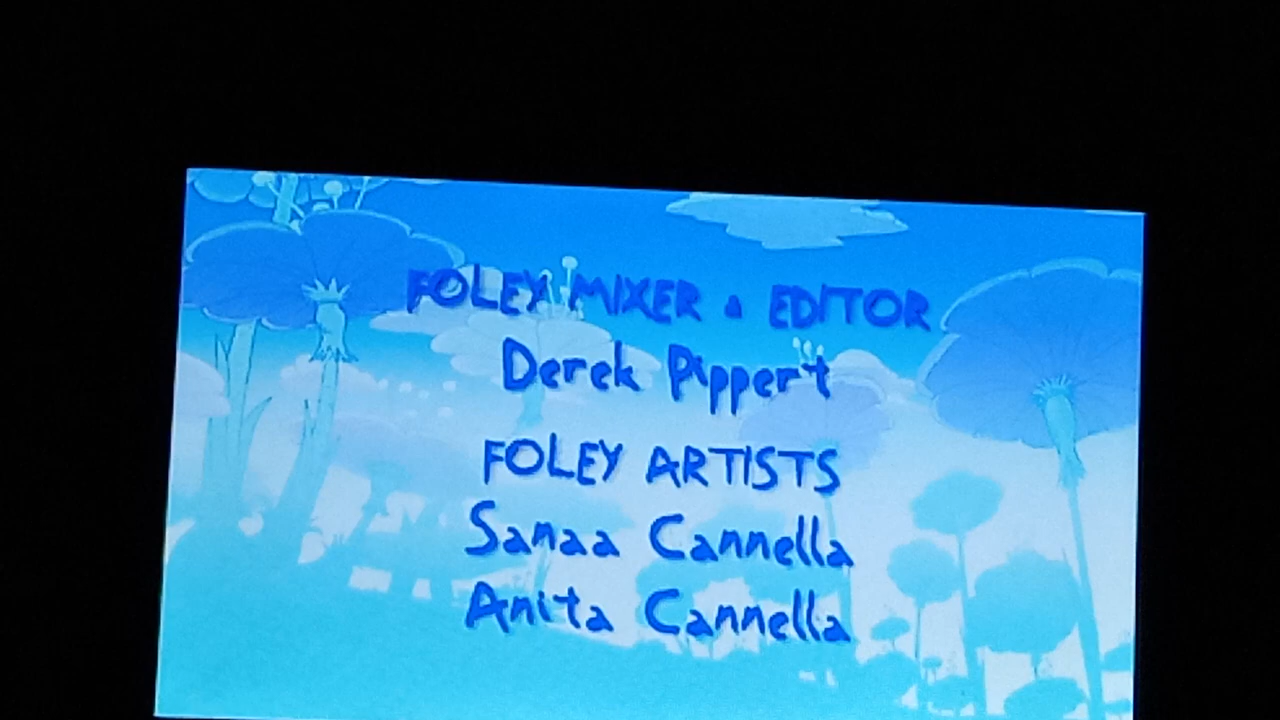 FOLEY MIXER & EDITOR
Derek Pippert
FOLEY ARTISTS
Sanaa Cannella
Anita Cannella